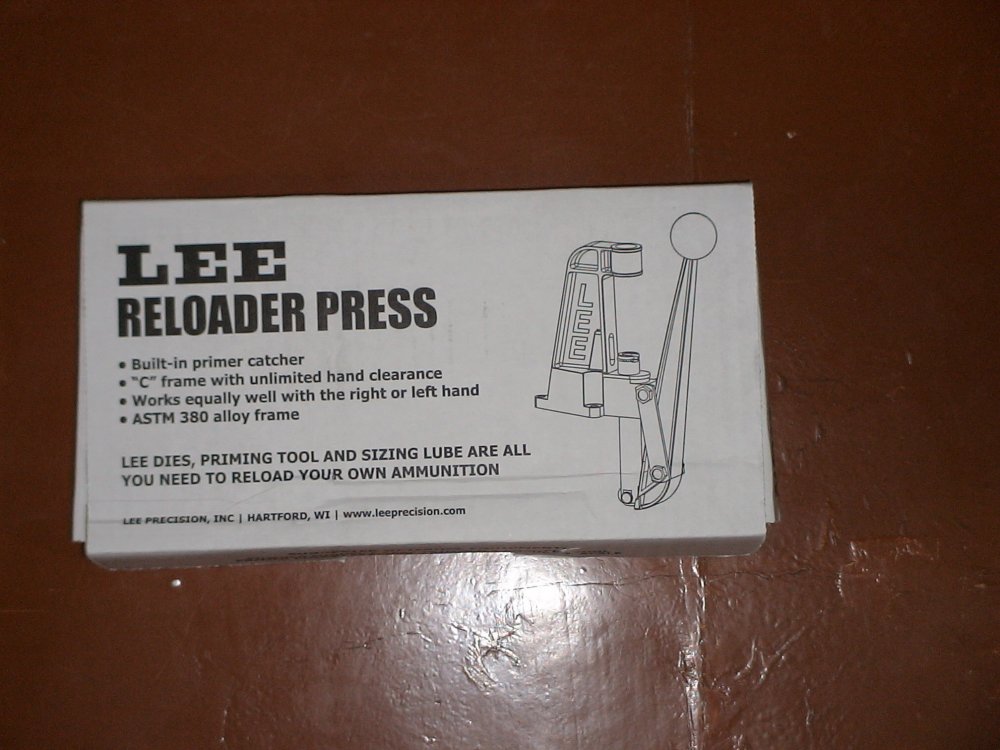 LEE
RELOADER PRESS
• Built-in primer catcher
• "C" frame with unlimited hand clearance
• Works equally well with the right or left hand
• ASTM 380 alloy frame
LEE DIES, PRIMING TOOL AND SIZING LUBE ARE ALL
YOU NEED TO RELOAD YOUR OWN AMMUNITION
LEE PRECISION, INC | HARTFORD, WI | www.leeprecision.com
LEE